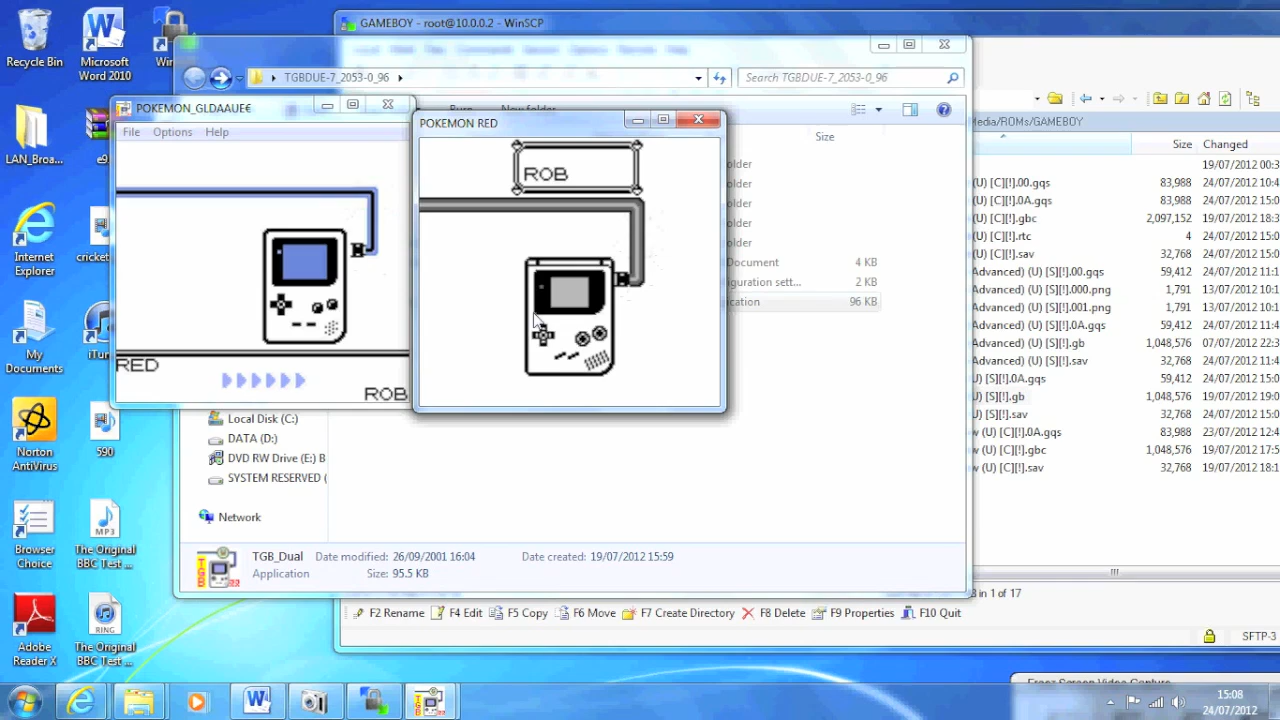 GAMEBOY - root@10.0.0.2 - WinSCP
Recycle Bin
Microsoft Word 2010
TGBDUE-7_2053-0_96
Search TGBDUE-7_2053-0_96
POKEMON_GLDAAUE€
File Options Help
RED
ROB
POKEMON RED
ROB
New folder
Size
older
older
older
older
older
Document 4 KB
iguration sett... 2 KB
cation 96 KB
Media/ROMs/GAMEBOY
Size Changed
19/07/2012 00:3
(U) [C][!].00.gqs 83,988 24/07/2012 10:4
(U) [C][!].0A.gqs 83,988 24/07/2012 15:0
(U) [C][!].gbc 2,097,152 19/07/2012 18:3
(U) [C][!].rtc 4 24/07/2012 15:0
(U) [C][!].sav 32,768 24/07/2012 15:0
Advanced) (U) [S][!].00.gqs 59,412 24/07/2012 11:1
Advanced) (U) [S][!].000.png 1,791 13/07/2012 10:1
Advanced) (U) [S][!].001.png 1,791 13/07/2012 10:1
Advanced) (U) [S][!].0A.gqs 59,412 24/07/2012 11:1
Advanced) (U) [S][!].gb 1,048,576 07/07/2012 22:3
Advanced) (U) [S][!].sav 32,768 24/07/2012 11:4
U) [S][!].0A.gqs 59,412 24/07/2012 15:0
U) [S][!].gb 1,048,576 19/07/2012 19:0
U) [S][!].sav 32,768 24/07/2012 15:0
w (U) [C][!].0A.gqs 83,988 23/07/2012 12:4
w (U) [C][!].gbc 1,048,576 19/07/2012 17:5
w (U) [C][!].sav 32,768 19/07/2012 18:1
LAN_Broa...
e9
Internet Explorer
cricket
My Documents
iTur
Norton AntiVirus
590
Browser Choice
The Original BBC Test ...
Adobe Reader X
The Original BBC Test ...
Local Disk (C:)
DATA (D:)
DVD RW Drive (E:) B
SYSTEM RESERVED (
Network
TGB_Dual Date modified: 26/09/2001 16:04 Date created: 19/07/2012 15:59
Application Size: 95.5 KB
in 1 of 17
F2 Rename F4 Edit F5 Copy F6 Move F7 Create Directory F8 Delete F9 Properties F10 Quit
SFTP-3
15:08
24/07/2012